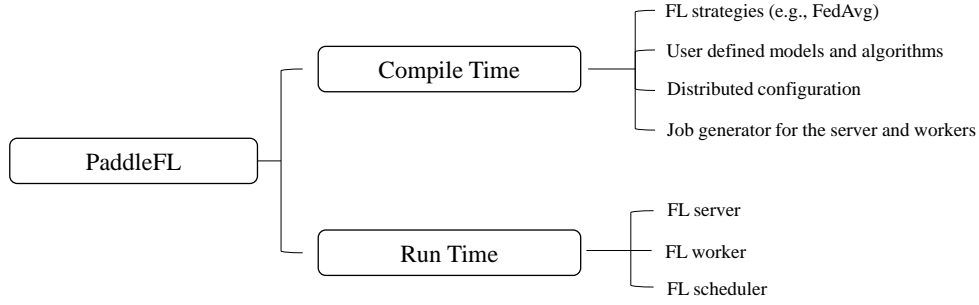 PaddleFL
Compile Time
FL strategies (e.g., FedAvg)
User defined models and algorithms
Distributed configuration
Job generator for the server and workers
Run Time
FL server
FL worker
FL scheduler